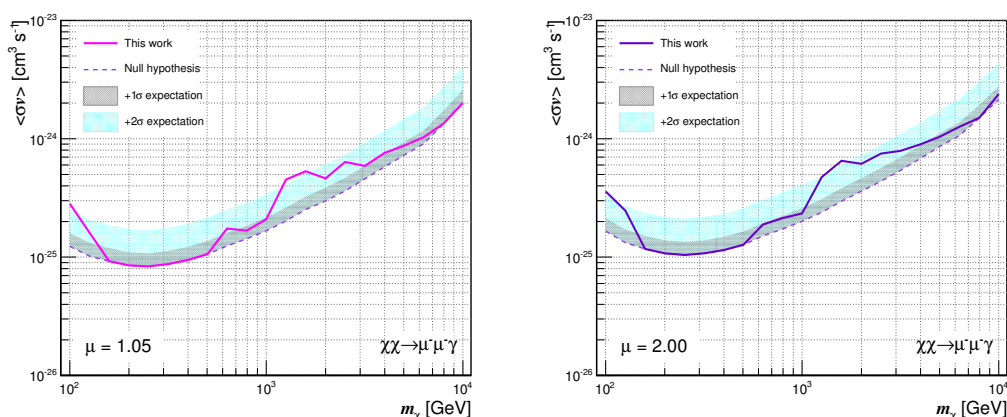 <σν> [cm³ s⁻¹]
10⁻²³
10⁻²⁴
10⁻²⁵
10⁻²⁶
This work
Null hypothesis
+1σ expectation
+2σ expectation
μ = 1.05
χχ→μ⁻μ⁻γ
10²
10³
10⁴
mᵪ [GeV]
<σν> [cm³ s⁻¹]
10⁻²³
10⁻²⁴
10⁻²⁵
10⁻²⁶
This work
Null hypothesis
+1σ expectation
+2σ expectation
μ = 2.00
χχ→μ⁻μ⁻γ
10²
10³
10⁴
mᵪ [GeV]